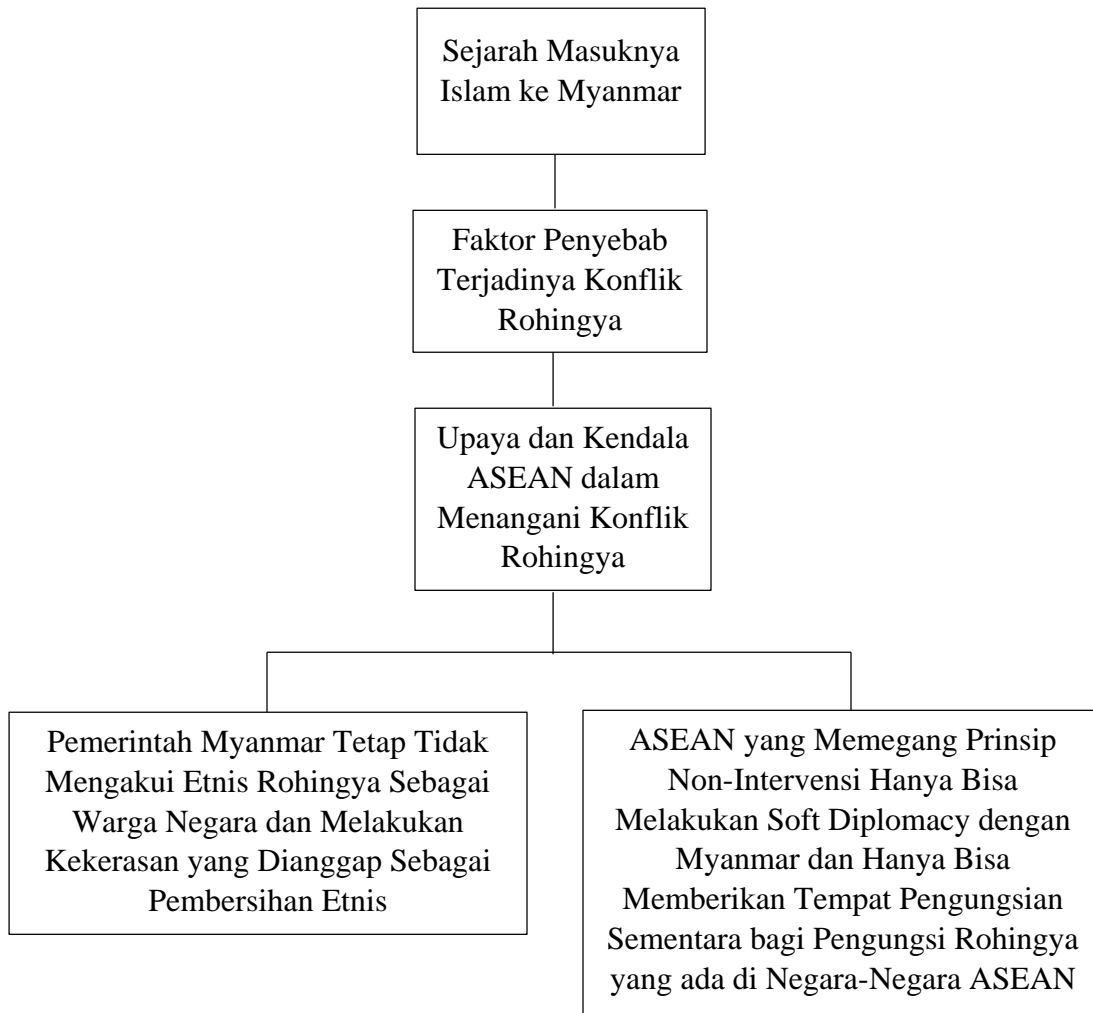 Sejarah Masuknya
Islam ke Myanmar
Faktor Penyebab
Terjadinya Konflik
Rohingya
Upaya dan Kendala
ASEAN dalam
Menangani Konflik
Rohingya
Pemerintah Myanmar Tetap Tidak
Mengakui Etnis Rohingya Sebagai
Warga Negara dan Melakukan
Kekerasan yang Dianggap Sebagai
Pembersihan Etnis
ASEAN yang Memegang Prinsip
Non-Intervensi Hanya Bisa
Melakukan Soft Diplomacy dengan
Myanmar dan Hanya Bisa
Memberikan Tempat Pengungsian
Sementara bagi Pengungsi Rohingya
yang ada di Negara-Negara ASEAN